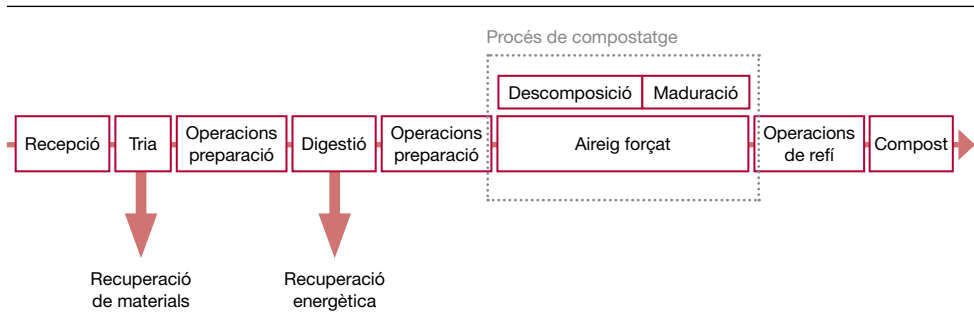 Procés de compostatge
Descomposició
Maduració
Recepció
Tria
Operacions
preparació
Digestió
Operacions
preparació
Aireig forçat
Operacions
de refí
Compost
Recuperació
de materials
Recuperació
energètica